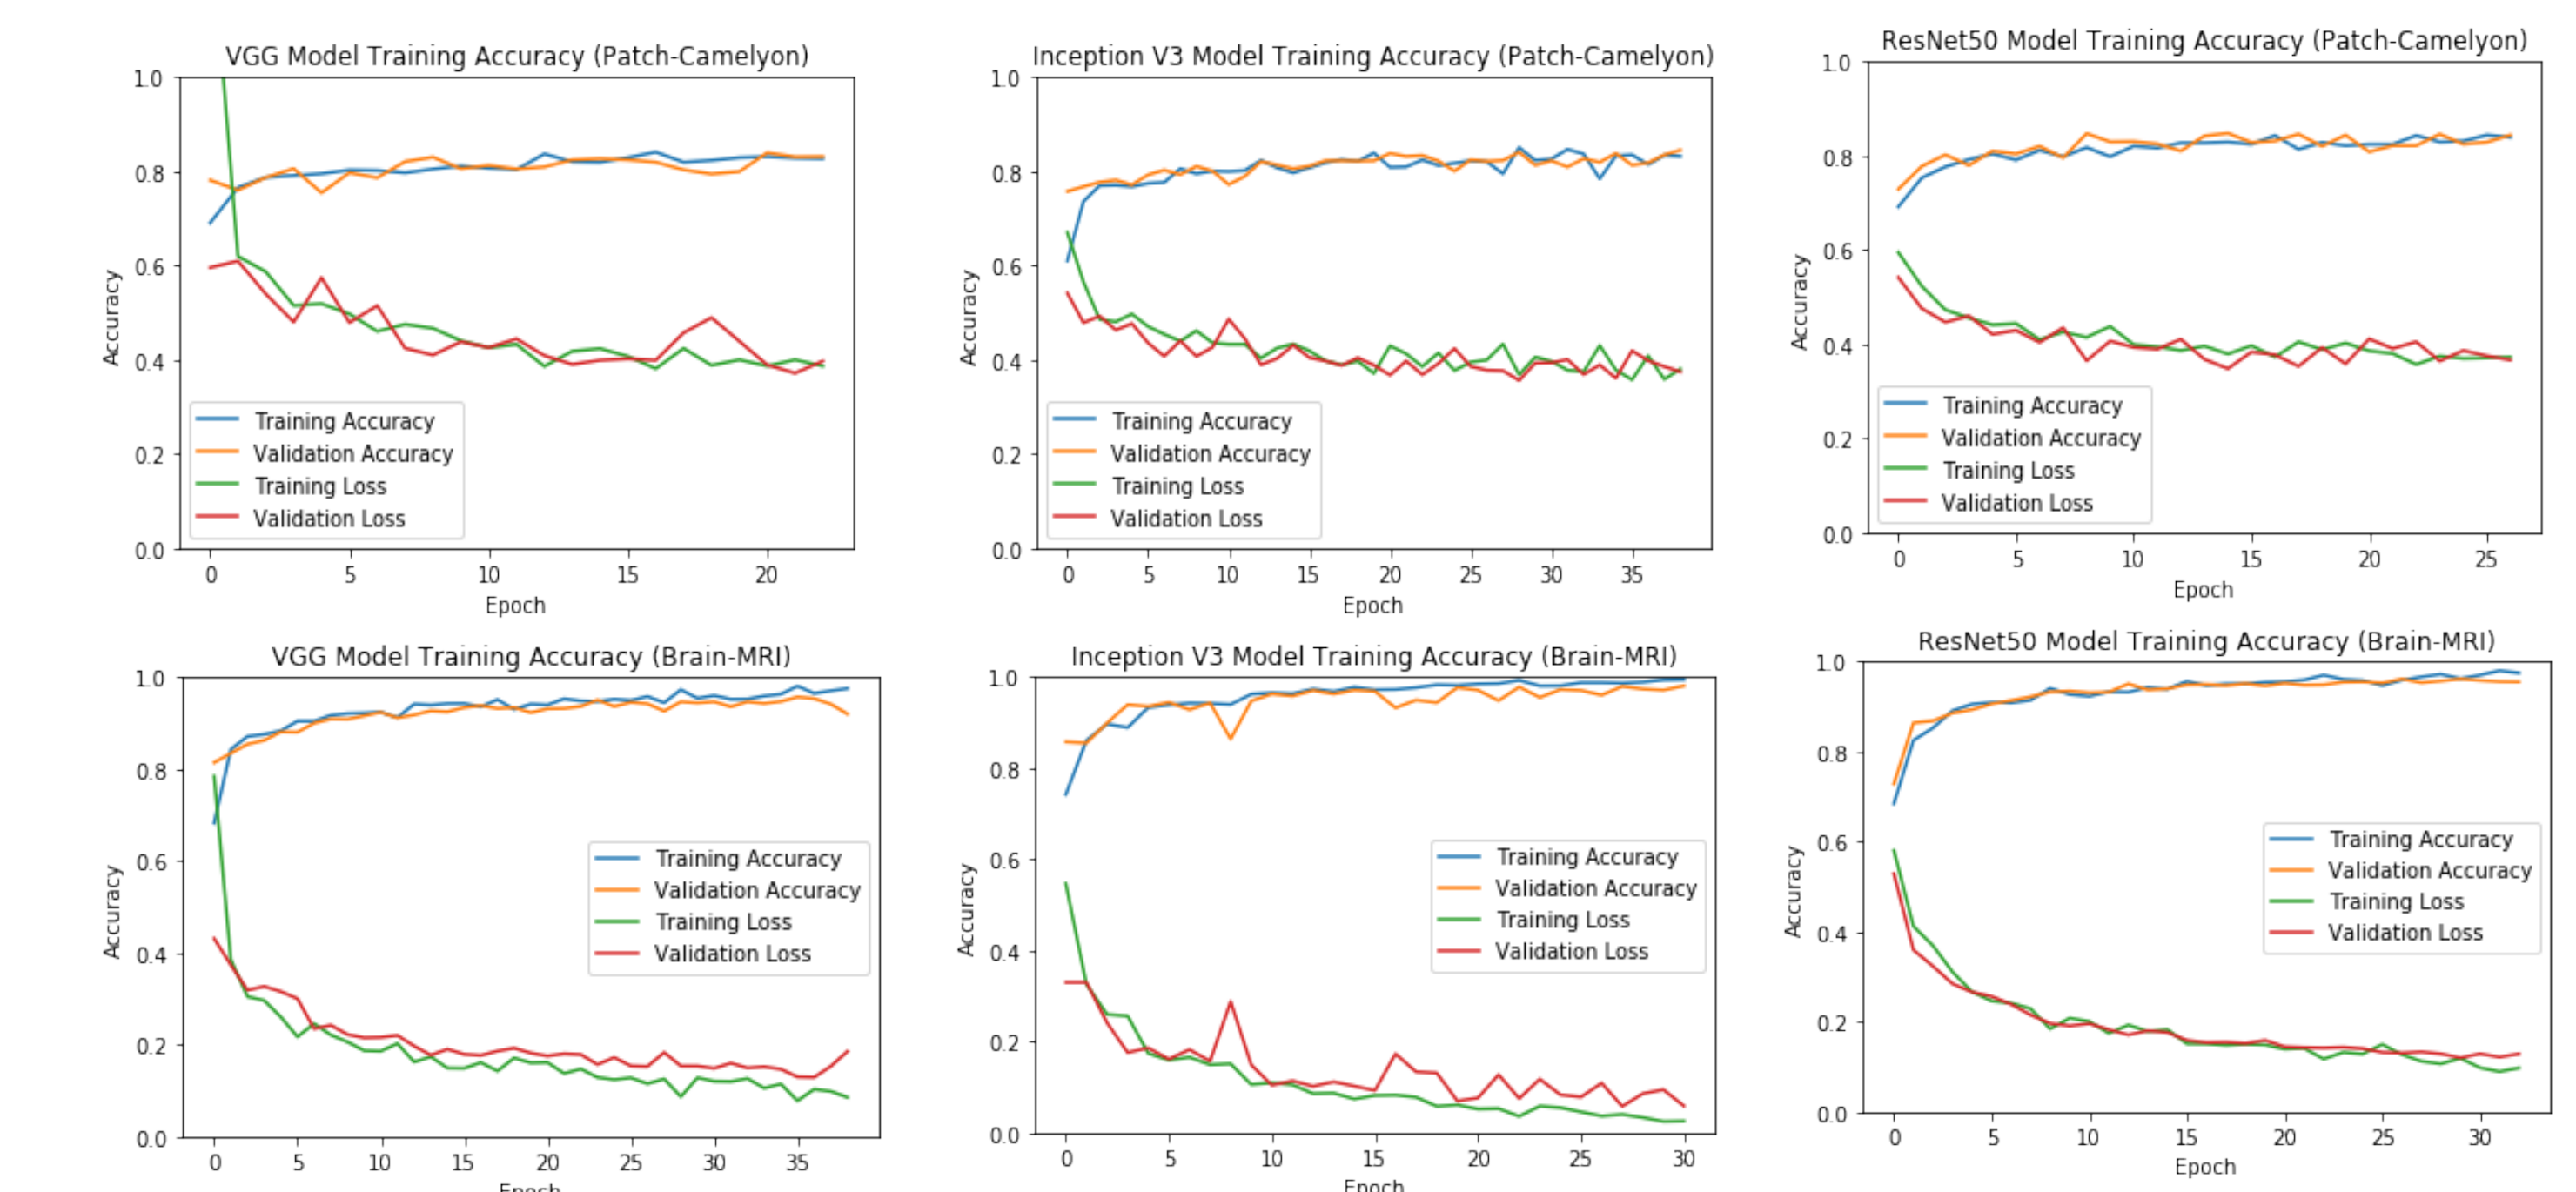 VGG Model Training Accuracy (Patch-Camelyon)
1.0
0.8
0.6
0.4
0.2
0.0
Accuracy
Training Accuracy
Validation Accuracy
Training Loss
Validation Loss
0 5 10 15 20
Epoch
Inception V3 Model Training Accuracy (Patch-Camelyon)
1.0
0.8
0.6
0.4
0.2
0.0
Accuracy
Training Accuracy
Validation Accuracy
Training Loss
Validation Loss
0 5 10 15 20 25 30 35
Epoch
ResNet50 Model Training Accuracy (Patch-Camelyon)
1.0
0.8
0.6
0.4
0.2
0.0
Accuracy
Training Accuracy
Validation Accuracy
Training Loss
Validation Loss
0 5 10 15 20 25
Epoch
VGG Model Training Accuracy (Brain-MRI)
1.0
0.8
0.6
0.4
0.2
0.0
Accuracy
Training Accuracy
Validation Accuracy
Training Loss
Validation Loss
0 5 10 15 20 25 30 35
Epoch
Inception V3 Model Training Accuracy (Brain-MRI)
1.0
0.8
0.6
0.4
0.2
0.0
Accuracy
Training Accuracy
Validation Accuracy
Training Loss
Validation Loss
0 5 10 15 20 25 30
Epoch
ResNet50 Model Training Accuracy (Brain-MRI)
1.0
0.8
0.6
0.4
0.2
0.0
Accuracy
Training Accuracy
Validation Accuracy
Training Loss
Validation Loss
0 5 10 15 20 25 30
Epoch